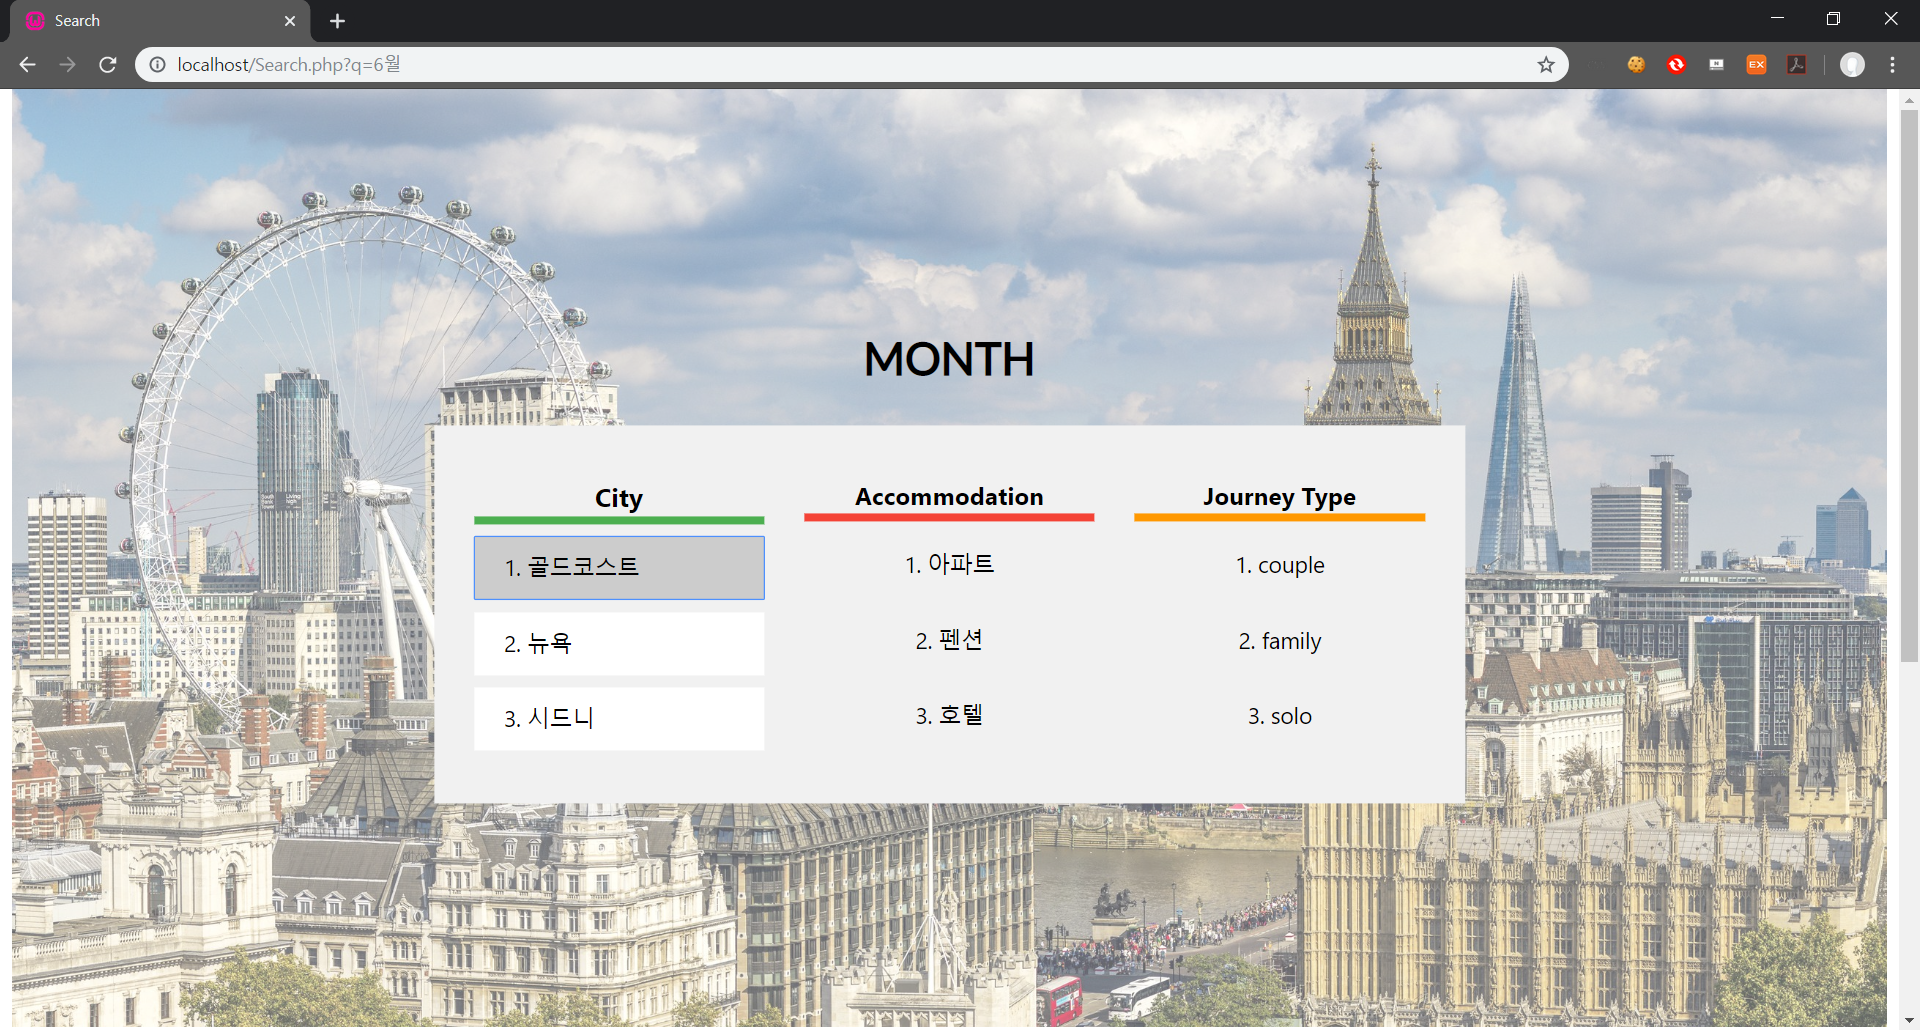 Search
localhost/Search.php?q=6월
EX
MONTH
City
1. 골드코스트
2. 뉴욕
3. 시드니
Accommodation
1. 아파트
2. 펜션
3. 호텔
Journey Type
1. couple
2. family
3. solo